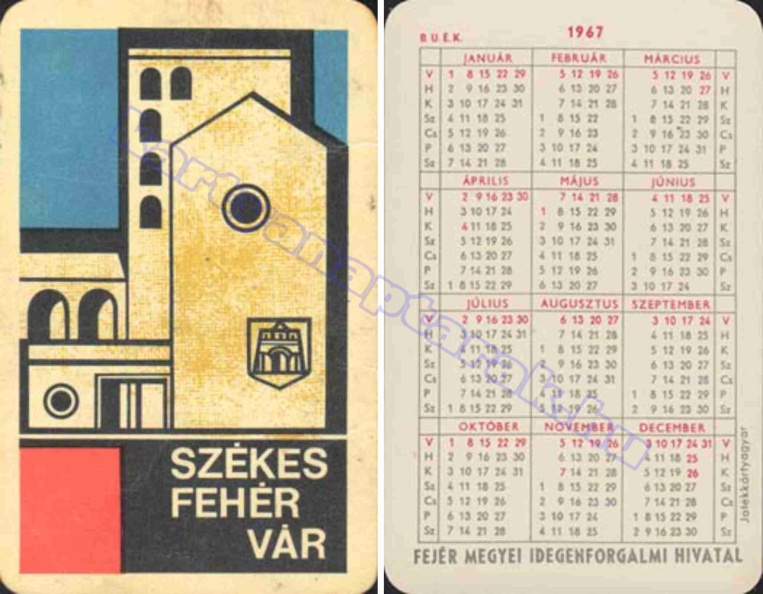 SZÉKES
FEHÉR
VÁR
B.U.É.K. 1967
JANUÁR FEBRUÁR MÁRCIUS
V 1 8 15 22 29 5 12 19 26 5 12 19 26 V
H 2 9 16 23 30 6 13 20 27 6 13 20 27 H
K 3 10 17 24 31 7 14 21 28 7 14 21 28 K
Sz 4 11 18 25 1 8 15 22 1 8 15 22 29 Sz
Cs 5 12 19 26 2 9 16 23 2 9 16 23 30 Cs
P 6 13 20 27 3 10 17 24 3 10 17 24 31 P
Sz 7 14 21 28 4 11 18 25 4 11 18 25 Sz
ÁPRILIS MÁJUS JÚNIUS
V 2 9 16 23 30 7 14 21 28 4 11 18 25 V
H 3 10 17 24 1 8 15 22 29 5 12 19 26 H
K 4 11 18 25 2 9 16 23 30 6 13 20 27 K
Sz 5 12 19 26 3 10 17 24 31 7 14 21 28 Sz
Cs 6 13 20 27 4 11 18 25 1 8 15 22 29 Cs
P 7 14 21 28 5 12 19 26 2 9 16 23 30 P
Sz 1 8 15 22 29 6 13 20 27 3 10 17 24 Sz
JÚLIUS AUGUSZTUS SZEPTEMBER
V 2 9 16 23 30 6 13 20 27 3 10 17 24 V
H 3 10 17 24 31 7 14 21 28 4 11 18 25 H
K 4 11 18 25 1 8 15 22 29 5 12 19 26 K
Sz 5 12 19 26 2 9 16 23 30 6 13 20 27 Sz
Cs 6 13 20 27 3 10 17 24 31 7 14 21 28 Cs
P 7 14 21 28 4 11 18 25 1 8 15 22 29 P
Sz 1 8 15 22 29 5 12 19 26 2 9 16 23 30 Sz
OKTÓBER NOVEMBER DECEMBER
V 1 8 15 22 29 5 12 19 26 3 10 17 24 31 V
H 2 9 16 23 30 6 13 20 27 4 11 18 25 H
K 3 10 17 24 31 7 14 21 28 5 12 19 26 K
Sz 4 11 18 25 1 8 15 22 29 6 13 20 27 Sz
Cs 5 12 19 26 2 9 16 23 30 7 14 21 28 Cs
P 6 13 20 27 3 10 17 24 1 8 15 22 29 P
Sz 7 14 21 28 4 11 18 25 2 9 16 23 30 Sz
Játékkártyagyár
FEJÉR MEGYEI IDEGENFORGALMI HIVATAL
kartyanaptarak.hu